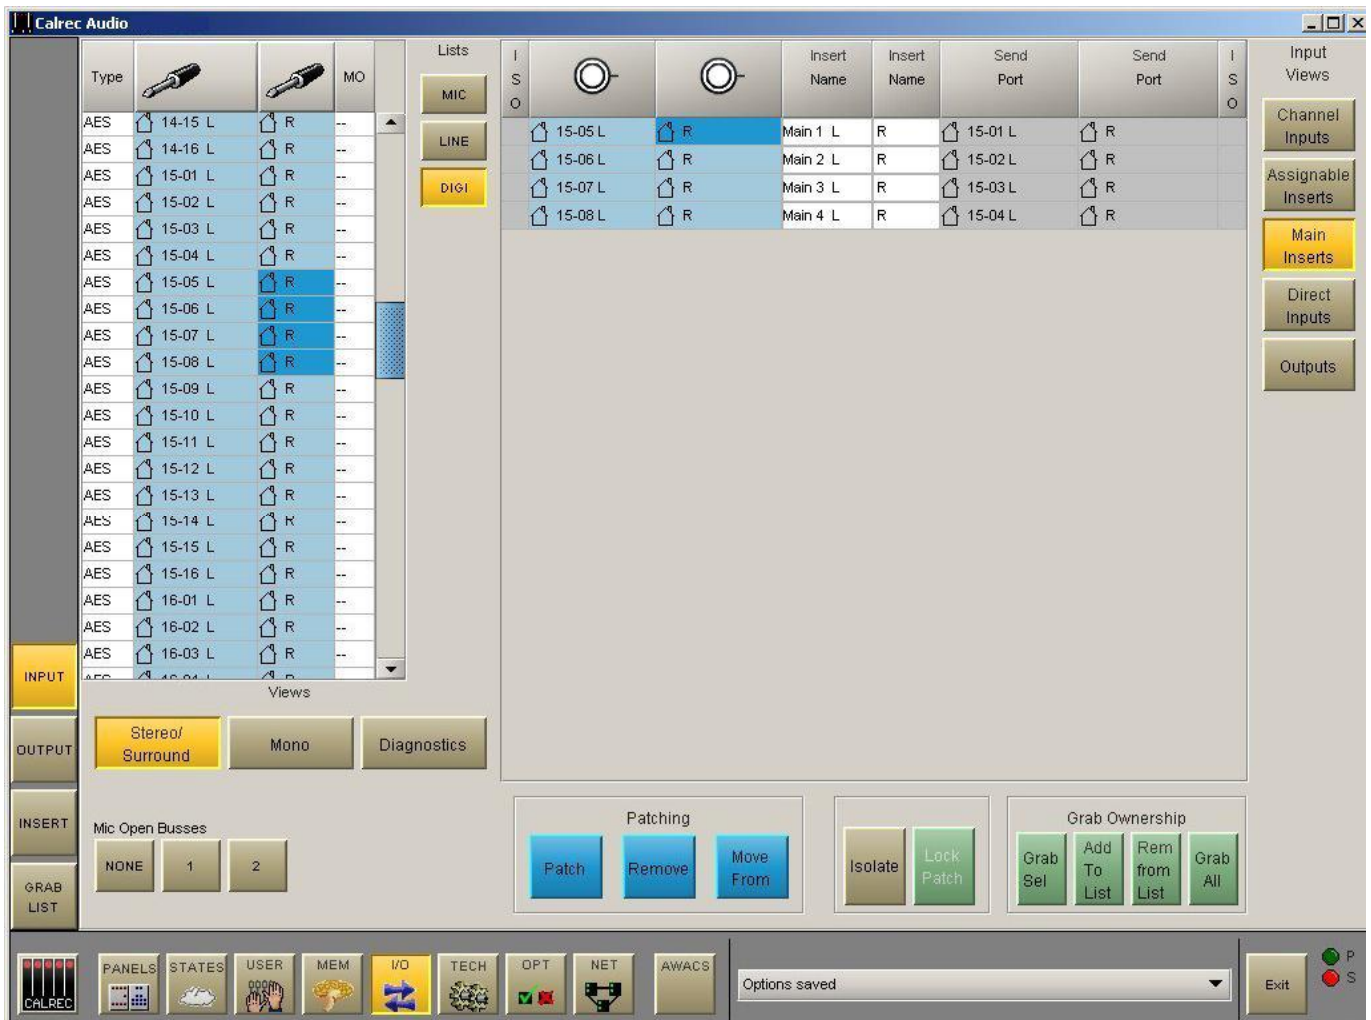 Calrec Audio
Type MO
AES 14-15 L R --
AES 14-16 L R --
AES 15-01 L R --
AES 15-02 L R --
AES 15-03 L R --
AES 15-04 L R --
AES 15-05 L R --
AES 15-06 L R --
AES 15-07 L R --
AES 15-08 L R --
AES 15-09 L R --
AES 15-10 L R --
AES 15-11 L R --
AES 15-12 L R --
AES 15-13 L R --
AES 15-14 L R --
AES 15-15 L R --
AES 15-16 L R --
AES 16-01 L R --
AES 16-02 L R --
AES 16-03 L R --
Lists
MIC
LINE
DIGI
I S O
Insert Name
Insert Name
Send Port
Send Port
I S O
15-05 L R Main 1 L R 15-01 L R
15-06 L R Main 2 L R 15-02 L R
15-07 L R Main 3 L R 15-03 L R
15-08 L R Main 4 L R 15-04 L R
Input
Views
Channel
Inputs
Assignable
Inserts
Main
Inserts
Direct
Inputs
Outputs
INPUT
OUTPUT
INSERT
GRAB
LIST
Views
Stereo/
Surround
Mono
Diagnostics
Mic Open Busses
NONE 1 2
Patching
Patch
Remove
Move
From
Isolate
Lock
Patch
Grab Ownership
Grab
Sel
Add
To
List
Rem
from
List
Grab
All
CALREC
PANELS STATES USER MEM I/O TECH OPT NET AWACS
Options saved
Exit
P
S